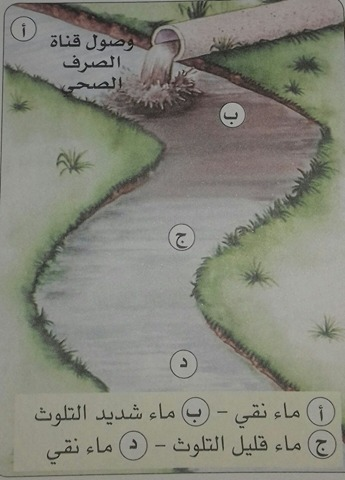 أ
وصول قناة
الصرف
الصحي
ب
ج
د
أ ماء نقي - ب ماء شديد التلوث
ج ماء قليل التلوث - د ماء نقي